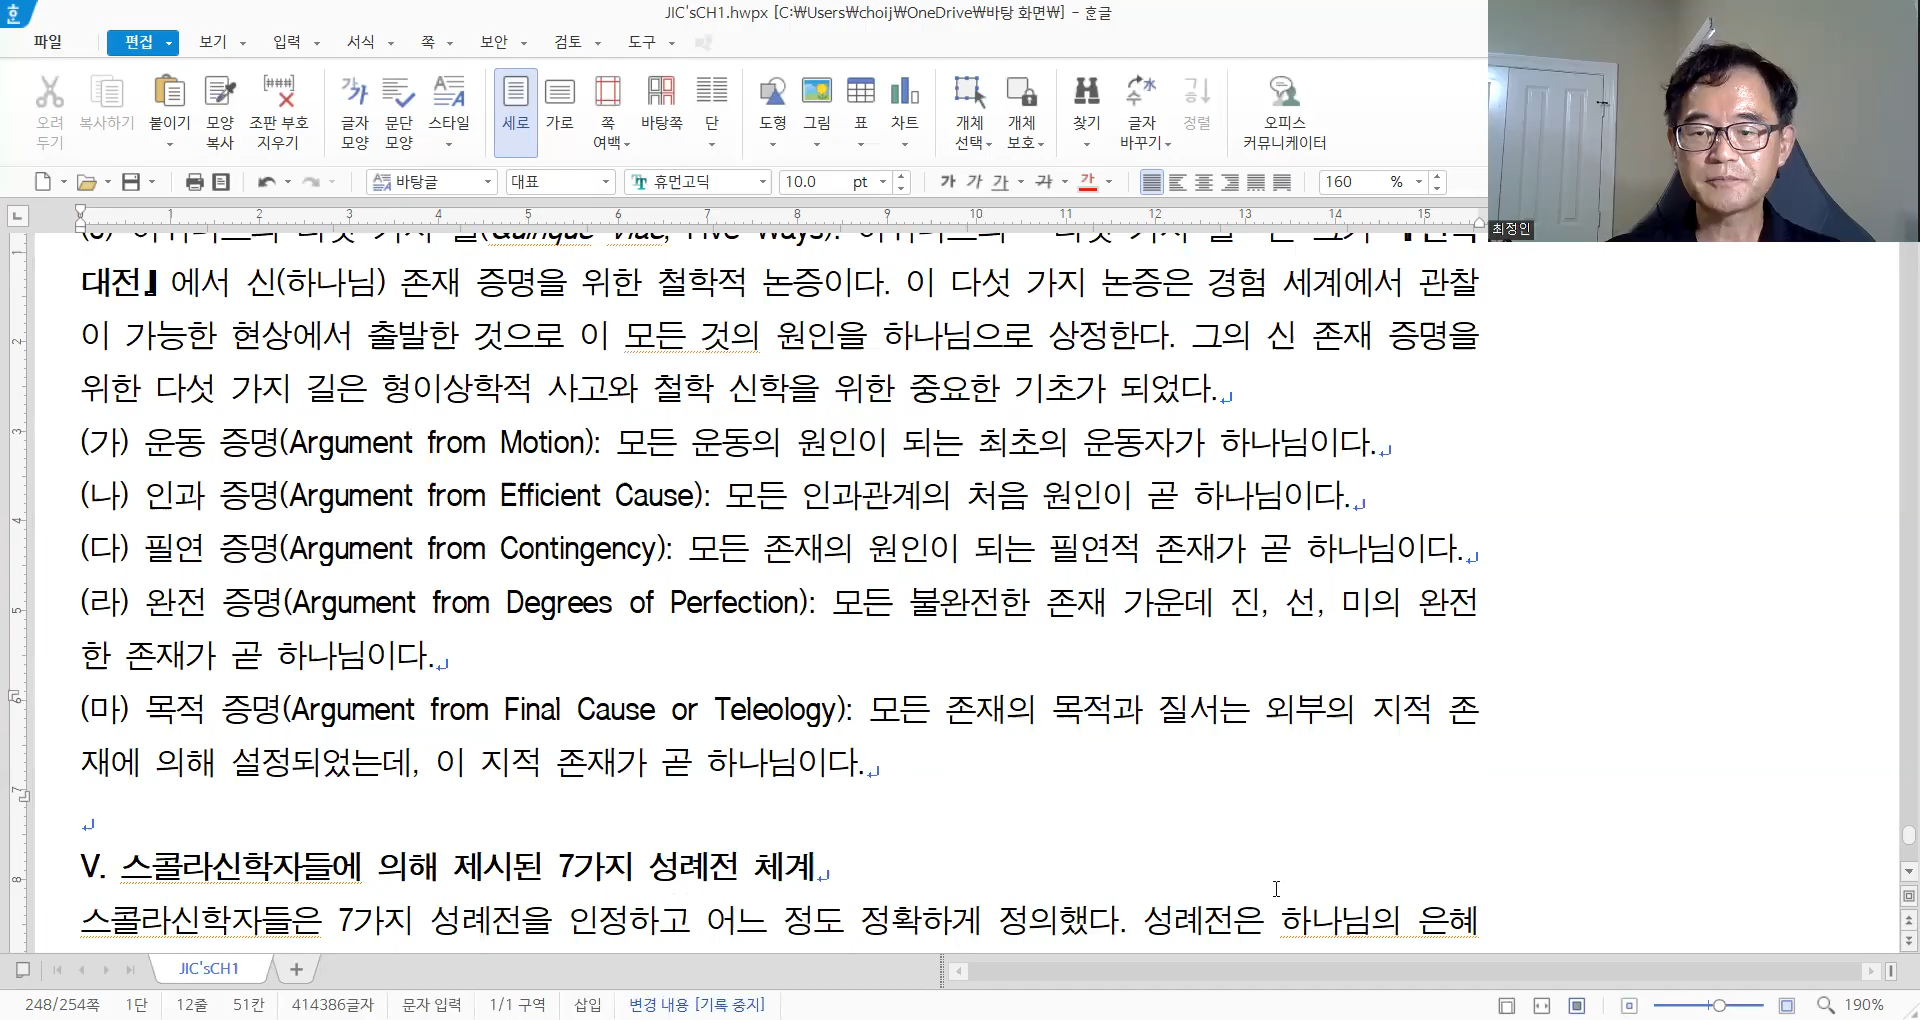 JIC'sCH1.hwpx [C:₩Users₩choij₩OneDrive₩바탕 화면₩] - 훈글
파일 편집 보기 입력 서식 쪽 보안 검토 도구
오려 두기 복사하기 붙이기 모양 복사 조판 부호 지우기 글자 모양 문단 모양 스타일 세로 가로 쪽 여백 바탕쪽 단 도형 그림 표 차트 개체 선택 개체 보호 찾기 글자 바꾸기 정렬 오피스 커뮤니케이터
바탕글 대표 휴먼고딕 10.0 pt 가 가 가 가 가 160 %
최정인
1 2 3 4 5 6 7 8 9 10 11 12 13 14 15
대전』에서 신(하나님) 존재 증명을 위한 철학적 논증이다. 이 다섯 가지 논증은 경험 세계에서 관찰
이 가능한 현상에서 출발한 것으로 이 모든 것의 원인을 하나님으로 상정한다. 그의 신 존재 증명을
위한 다섯 가지 길은 형이상학적 사고와 철학 신학을 위한 중요한 기초가 되었다.
(가) 운동 증명(Argument from Motion): 모든 운동의 원인이 되는 최초의 운동자가 하나님이다.
(나) 인과 증명(Argument from Efficient Cause): 모든 인과관계의 처음 원인이 곧 하나님이다.
(다) 필연 증명(Argument from Contingency): 모든 존재의 원인이 되는 필연적 존재가 곧 하나님이다.
(라) 완전 증명(Argument from Degrees of Perfection): 모든 불완전한 존재 가운데 진, 선, 미의 완전
한 존재가 곧 하나님이다.
(마) 목적 증명(Argument from Final Cause or Teleology): 모든 존재의 목적과 질서는 외부의 지적 존
재에 의해 설정되었는데, 이 지적 존재가 곧 하나님이다.
V. 스콜라신학자들에 의해 제시된 7가지 성례전 체계
스콜라신학자들은 7가지 성례전을 인정하고 어느 정도 정확하게 정의했다. 성례전은 하나님의 은혜
JIC'sCH1
248/254쪽 1단 12줄 51칸 414386글자 문자 입력 1/1 구역 삽입 변경 내용 [기록 중지] 190%